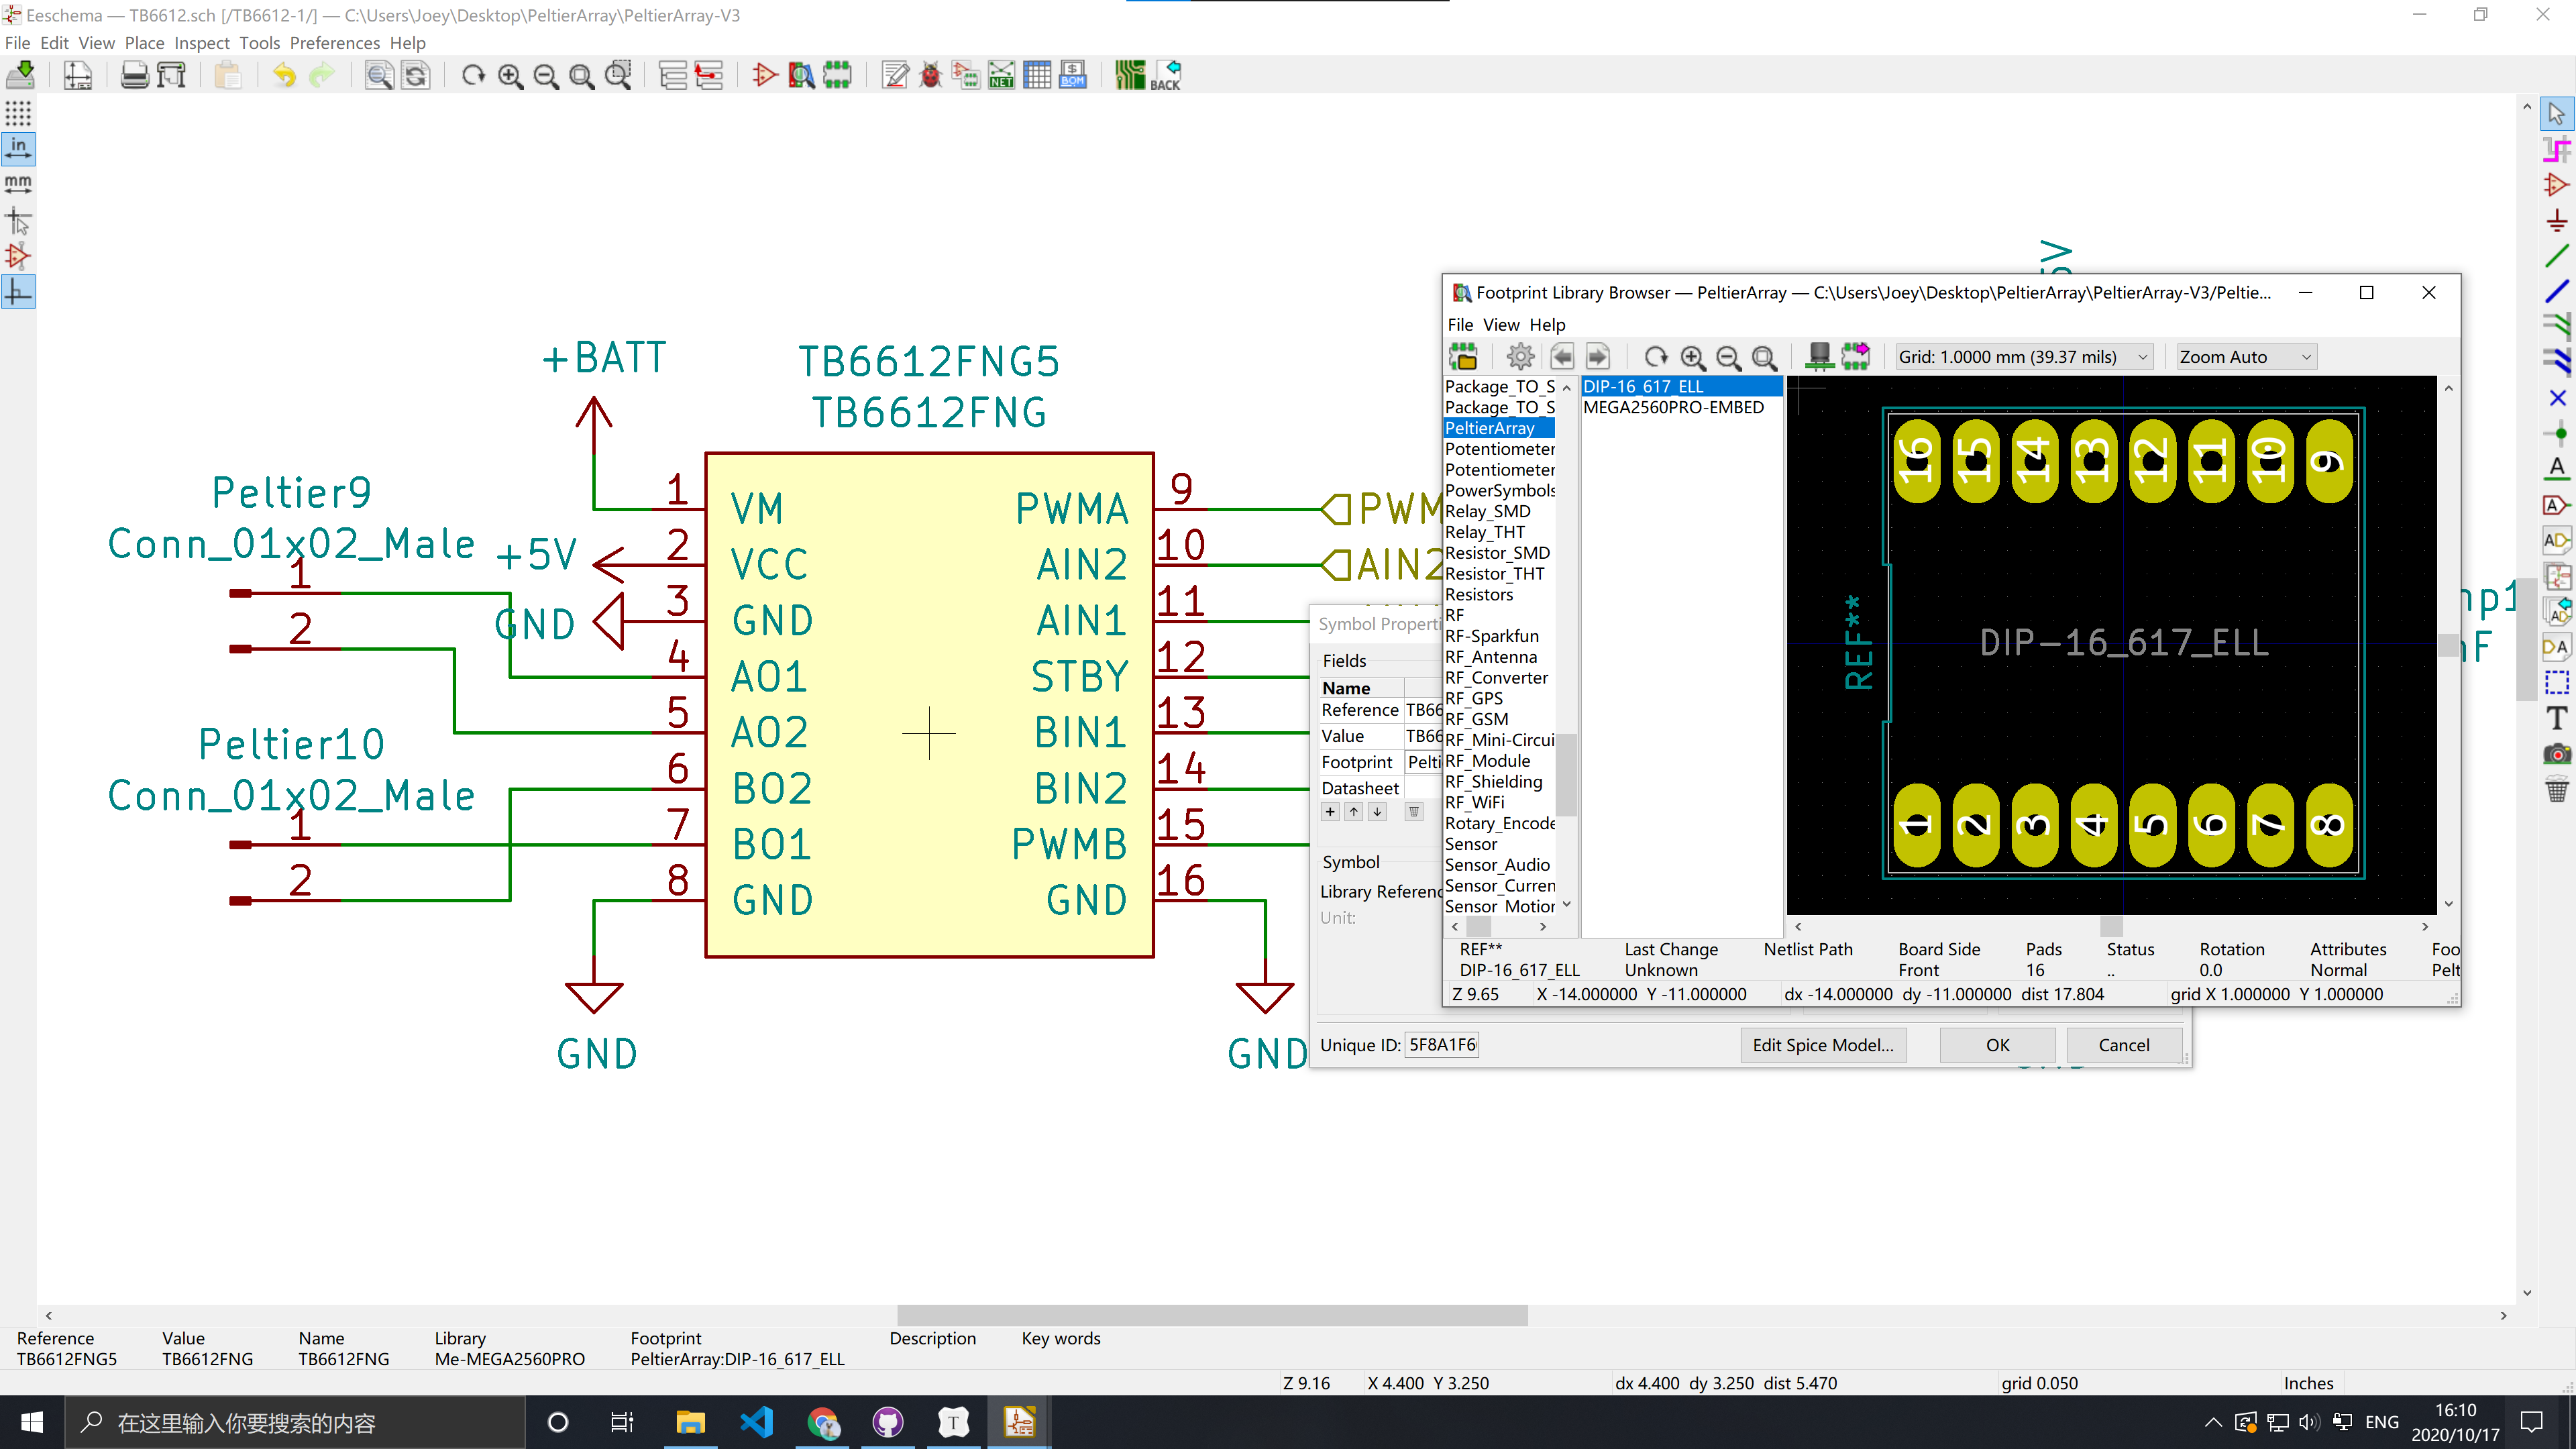 Eeschema — TB6612.sch [/TB6612-1/] — C:\Users\Joey\Desktop\PeltierArray\PeltierArray-V3
File Edit View Place Inspect Tools Preferences Help
NET
BOM
BACK
in
mm
+BATT
TB6612FNG5
TB6612FNG
Peltier9
Conn_01x02_Male
1
2
Peltier10
Conn_01x02_Male
1
2
+5V
GND
1 VM
2 VCC
3 GND
4 AO1
5 AO2
6 BO2
7 BO1
8 GND
PWMA 9
AIN2 10
AIN1 11
STBY 12
BIN1 13
BIN2 14
PWMB 15
GND 16
PWM
AIN2
GND
GND
Symbol Properti
Fields
Name
Reference TB66
Value TB66
Footprint Pelti
Datasheet
Symbol
Library Referenc
Unit:
Unique ID: 5F8A1F6
Edit Spice Model...
OK
Cancel
Footprint Library Browser — PeltierArray — C:\Users\Joey\Desktop\PeltierArray\PeltierArray-V3/Peltie...
File View Help
Grid: 1.0000 mm (39.37 mils)
Zoom Auto
Package_TO_S
Package_TO_S
PeltierArray
Potentiometer
Potentiometer
PowerSymbols
Relay_SMD
Relay_THT
Resistor_SMD
Resistor_THT
Resistors
RF
RF-Sparkfun
RF_Antenna
RF_Converter
RF_GPS
RF_GSM
RF_Mini-Circui
RF_Module
RF_Shielding
RF_WiFi
Rotary_Encode
Sensor
Sensor_Audio
Sensor_Curren
Sensor_Motion
DIP-16_617_ELL
MEGA2560PRO-EMBED
16 15 14 13 12 11 10 9
REF**
DIP-16_617_ELL
1 2 3 4 5 6 7 8
REF** Last Change Netlist Path Board Side Pads Status Rotation Attributes Foo
DIP-16_617_ELL Unknown Front 16 .. 0.0 Normal Pelt
Z 9.65 X -14.000000 Y -11.000000 dx -14.000000 dy -11.000000 dist 17.804 grid X 1.000000 Y 1.000000
Reference Value Name Library Footprint Description Key words
TB6612FNG5 TB6612FNG TB6612FNG Me-MEGA2560PRO PeltierArray:DIP-16_617_ELL
Z 9.16 X 4.400 Y 3.250 dx 4.400 dy 3.250 dist 5.470 grid 0.050 Inches
在这里输入你要搜索的内容
ENG
16:10
2020/10/17